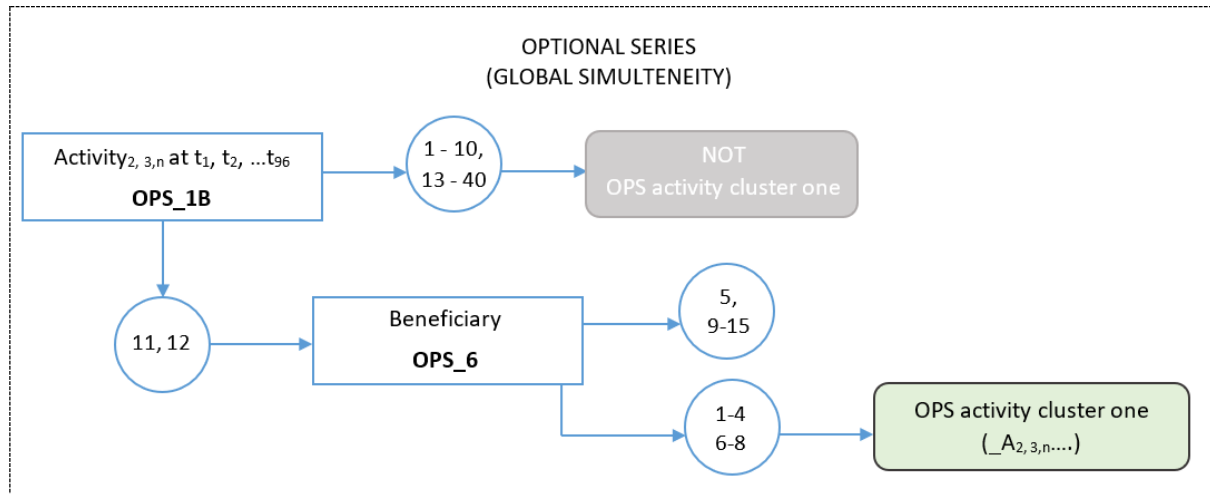 OPTIONAL SERIES
(GLOBAL SIMULTENEITY)
Activity2, 3,n at t1, t2, ...t96
OPS_1B
1 - 10,
13 - 40
NOT
OPS activity cluster one
11, 12
Beneficiary
OPS_6
5,
9-15
1-4
6-8
OPS activity cluster one
(_A2, 3,n....)